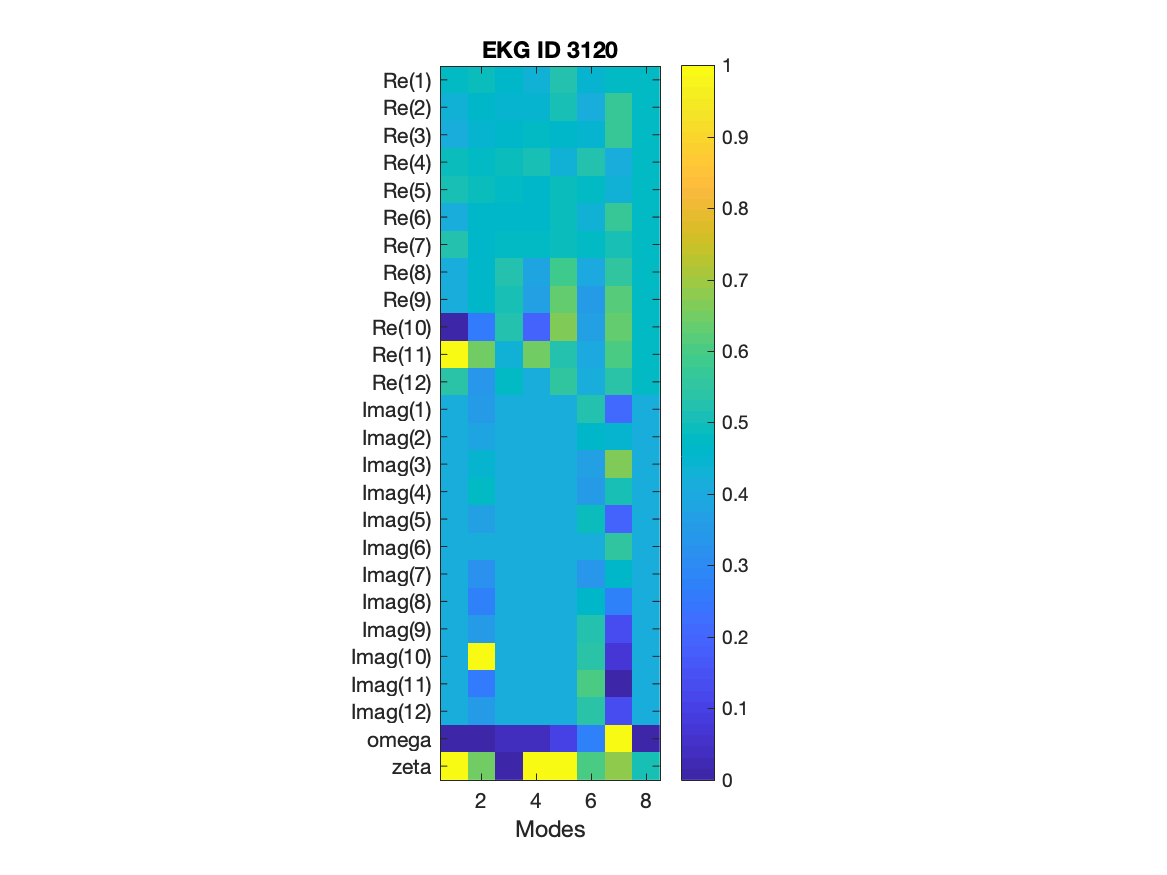 EKG ID 3120
Re(1)
Re(2)
Re(3)
Re(4)
Re(5)
Re(6)
Re(7)
Re(8)
Re(9)
Re(10)
Re(11)
Re(12)
Imag(1)
Imag(2)
Imag(3)
Imag(4)
Imag(5)
Imag(6)
Imag(7)
Imag(8)
Imag(9)
Imag(10)
Imag(11)
Imag(12)
omega
zeta
2 4 6 8
Modes
1
0.9
0.8
0.7
0.6
0.5
0.4
0.3
0.2
0.1
0